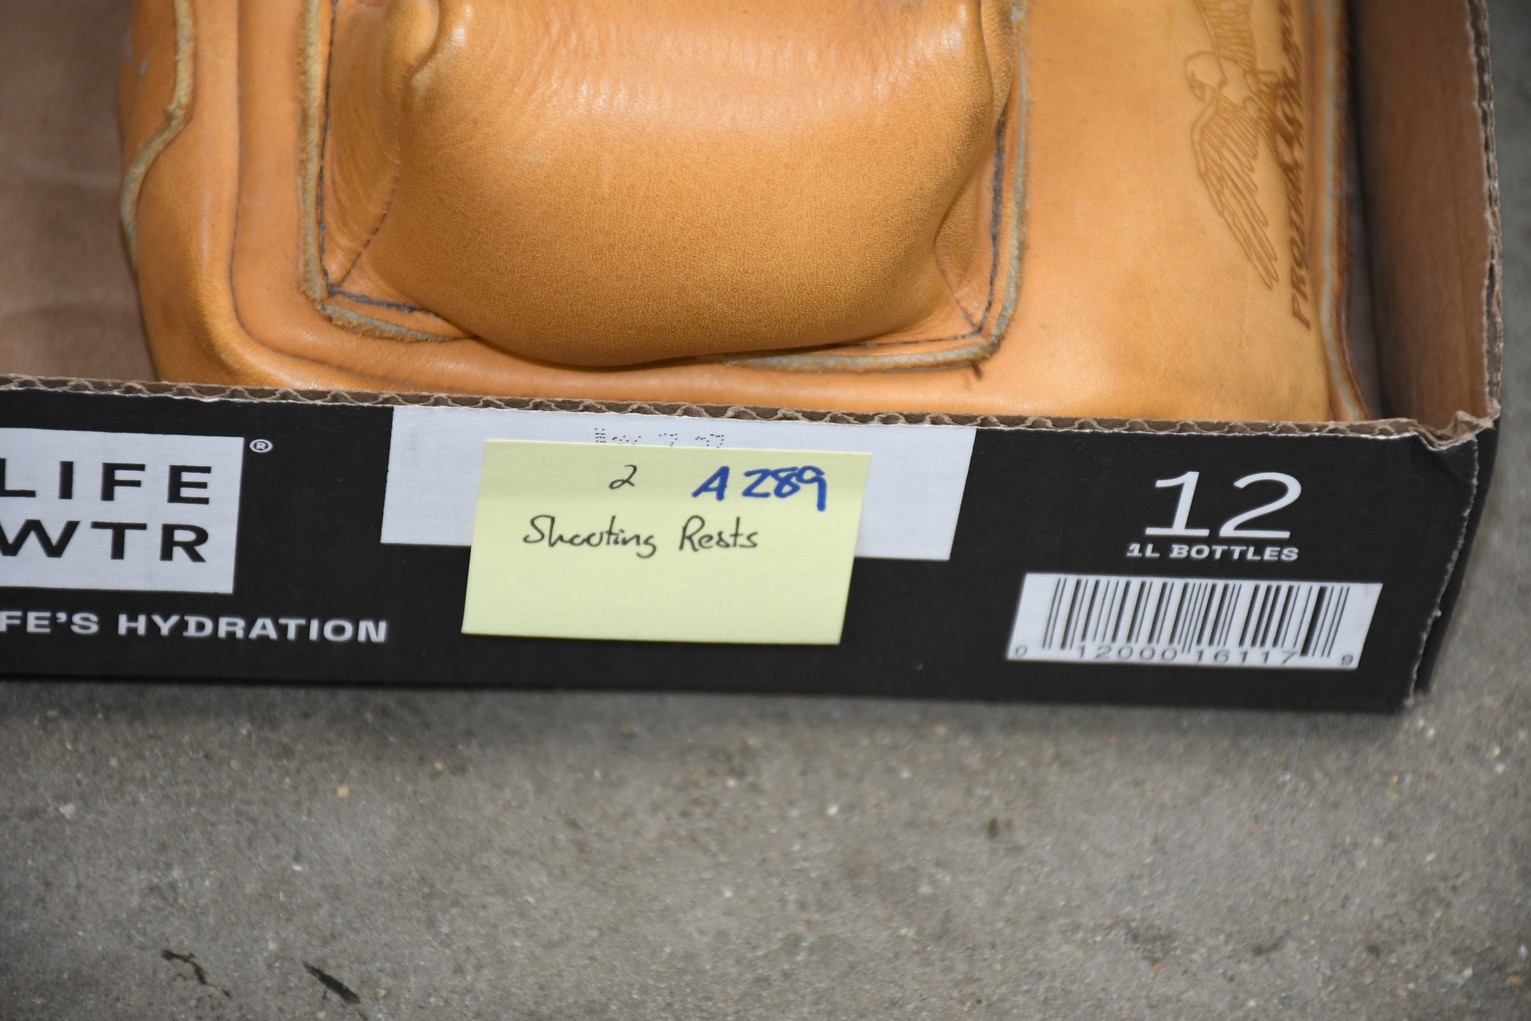 LIFE®
WTR
FE'S HYDRATION
2 A289
Shooting Rests
12
1L BOTTLES
0 12000 16117 9